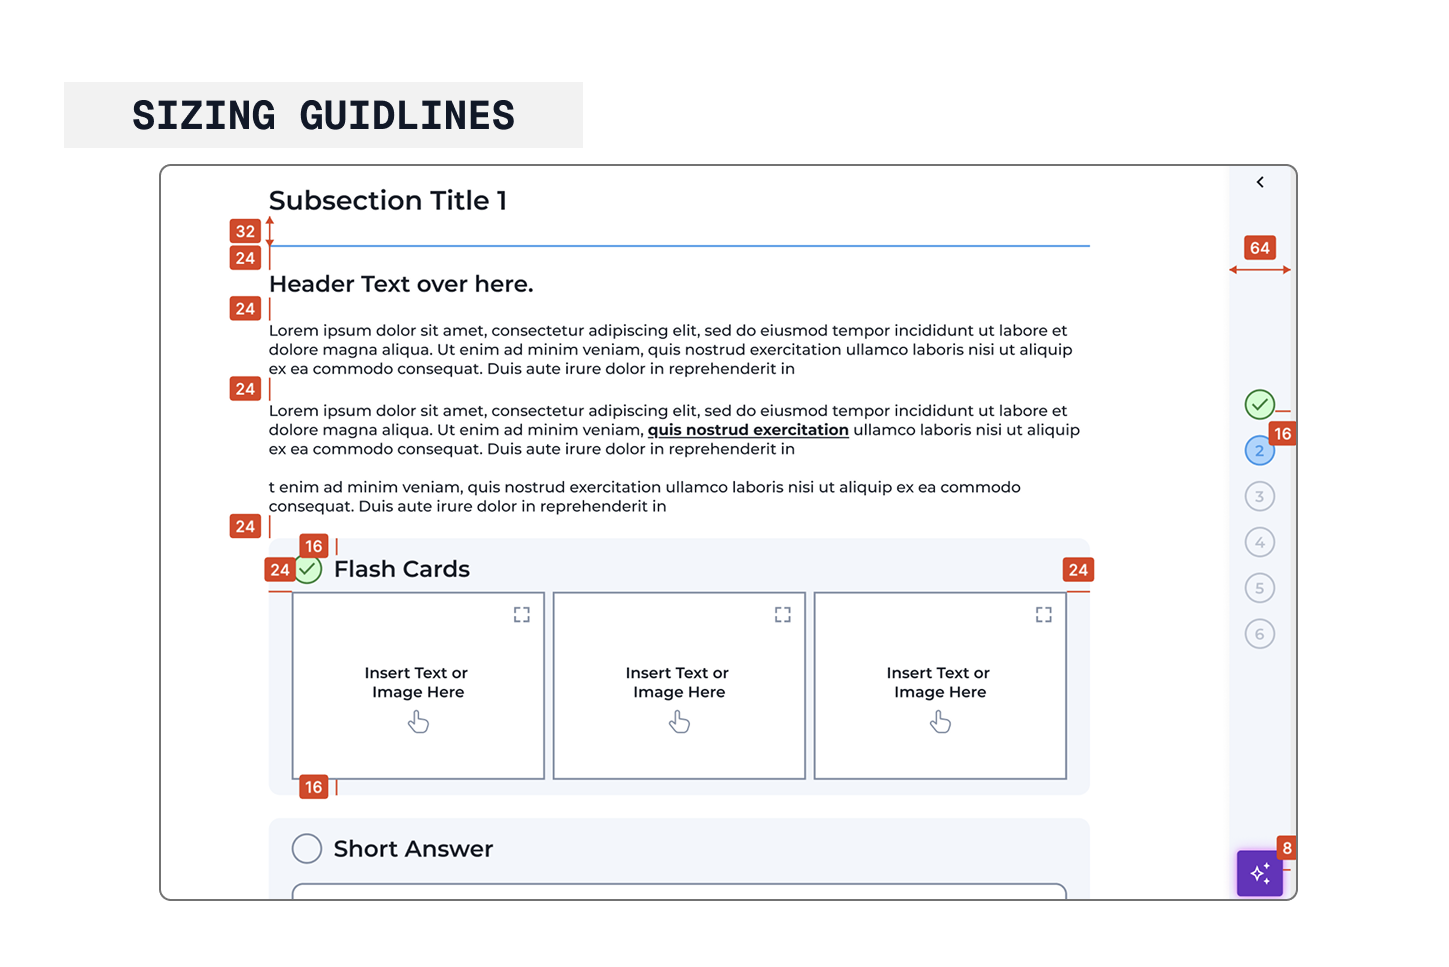 SIZING GUIDLINES
Subsection Title 1
32
24
64
Header Text over here.
24
Lorem ipsum dolor sit amet, consectetur adipiscing elit, sed do eiusmod tempor incididunt ut labore et
dolore magna aliqua. Ut enim ad minim veniam, quis nostrud exercitation ullamco laboris nisi ut aliquip
ex ea commodo consequat. Duis aute irure dolor in reprehenderit in
24
Lorem ipsum dolor sit amet, consectetur adipiscing elit, sed do eiusmod tempor incididunt ut labore et
dolore magna aliqua. Ut enim ad minim veniam, quis nostrud exercitation ullamco laboris nisi ut aliquip
ex ea commodo consequat. Duis aute irure dolor in reprehenderit in
t enim ad minim veniam, quis nostrud exercitation ullamco laboris nisi ut aliquip ex ea commodo
consequat. Duis aute irure dolor in reprehenderit in
24
16
24
Flash Cards
24
Insert Text or
Image Here
Insert Text or
Image Here
Insert Text or
Image Here
16
Short Answer
16
2
3
4
5
6
8